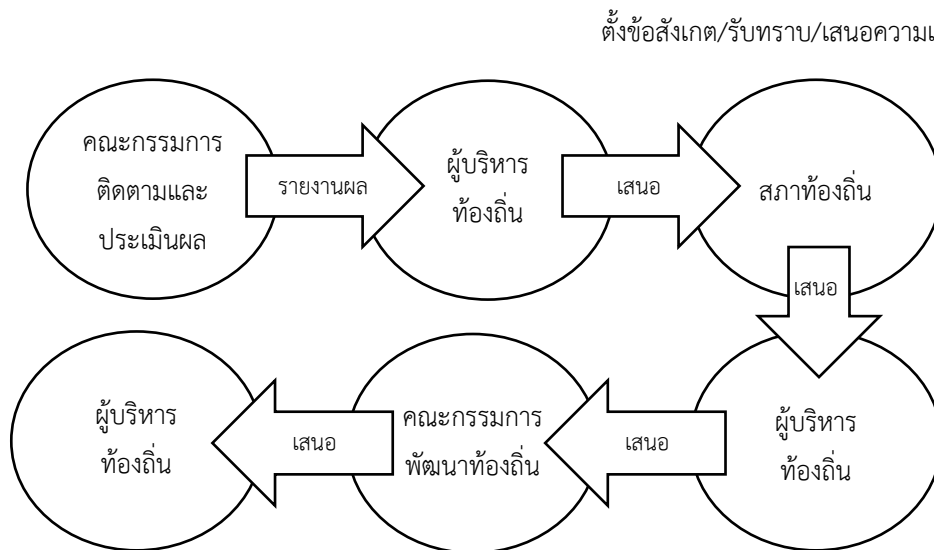 ตั้งข้อสังเกต/รับทราบ/เสนอ
คณะกรรมการ
ติดตามและ
ประเมินผล
รายงานผล
ผู้บริหาร
ท้องถิ่น
เสนอ
สภาท้องถิ่น
เสนอ
ผู้บริหาร
ท้องถิ่น
เสนอ
คณะกรรมการ
พัฒนาท้องถิ่น
เสนอ
ผู้บริหาร
ท้องถิ่น